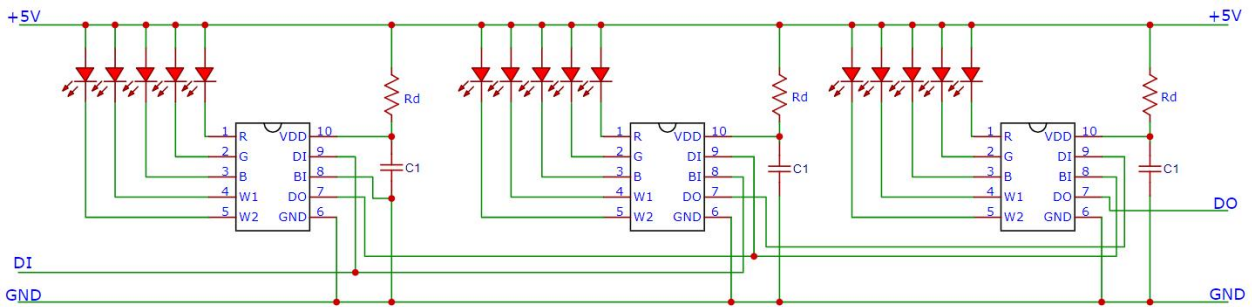 +5V +5V
Rd Rd Rd
1 R VDD 10 1 R VDD 10 1 R VDD 10
2 G DI 9 2 G DI 9 2 G DI 9
C1 C1 C1
3 B BI 8 3 B BI 8 3 B BI 8
4 W1 DO 7 4 W1 DO 7 4 W1 DO 7
DO
5 W2 GND 6 5 W2 GND 6 5 W2 GND 6
DI
GND GND